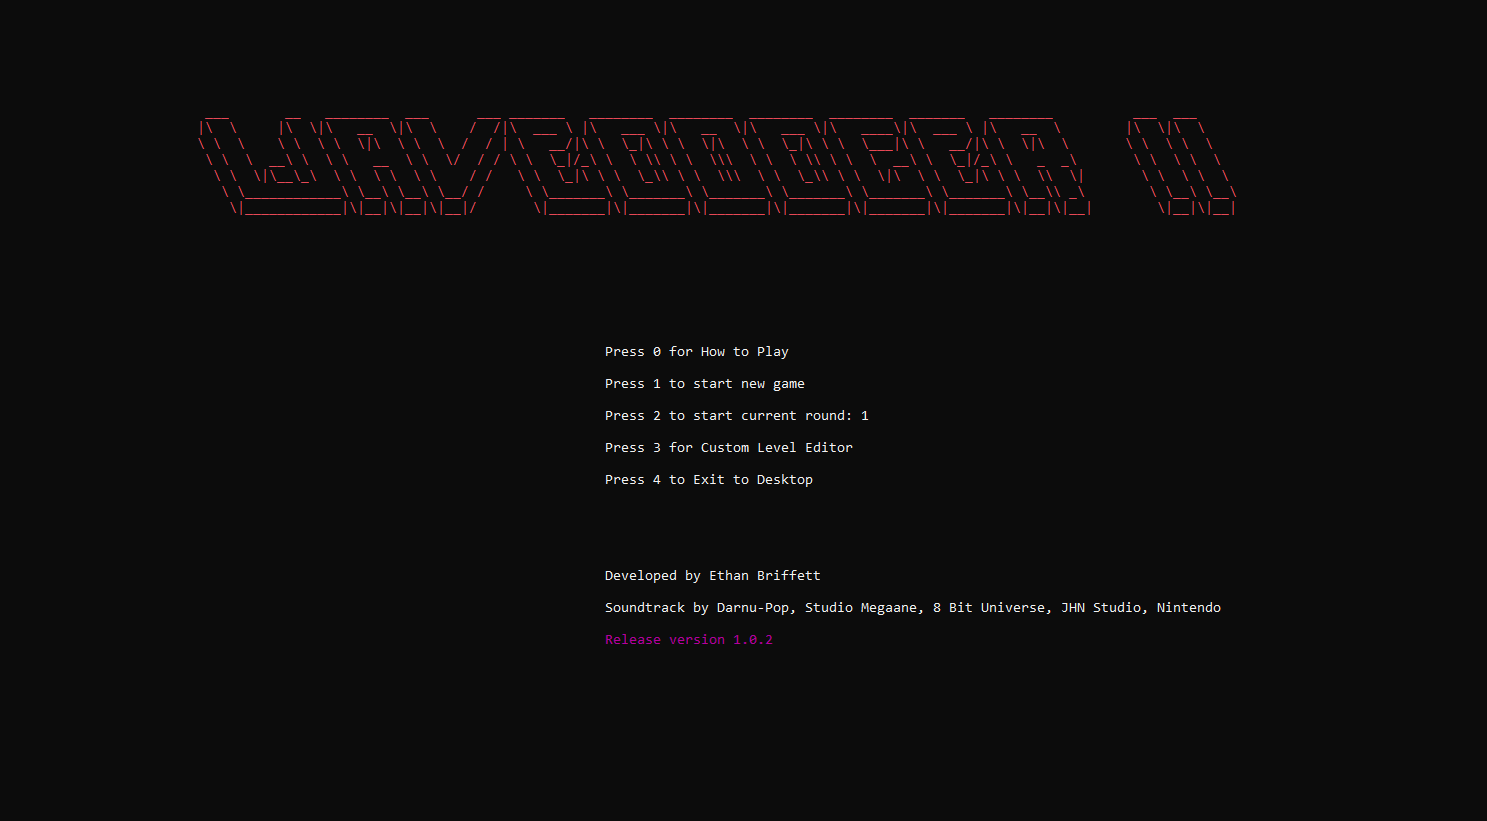 WAVEDODGER II
Press 0 for How to Play
Press 1 to start new game
Press 2 to start current round: 1
Press 3 for Custom Level Editor
Press 4 to Exit to Desktop
Developed by Ethan Briffett
Soundtrack by Darnu-Pop, Studio Megaane, 8 Bit Universe, JHN Studio, Nintendo
Release version 1.0.2